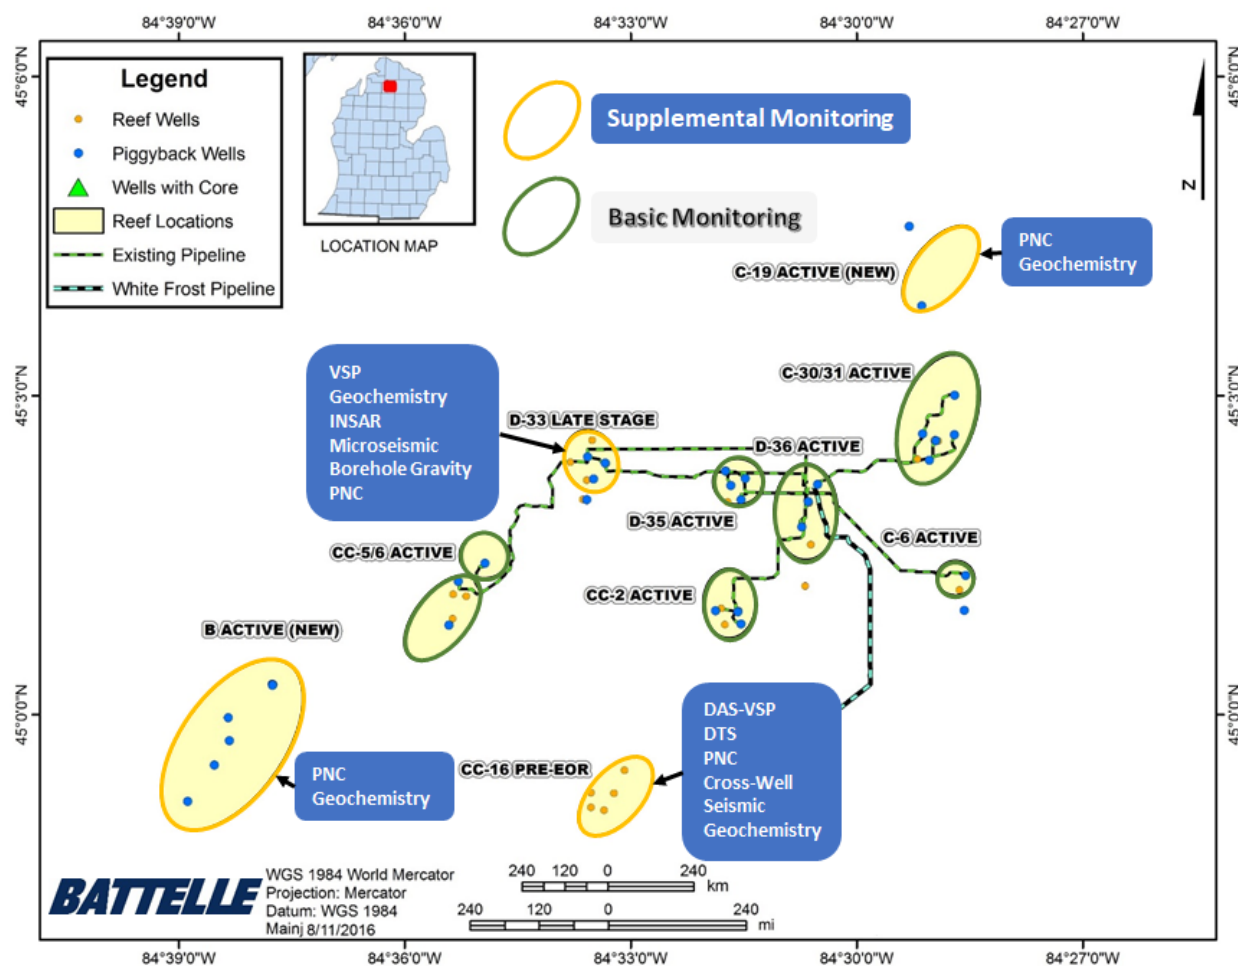 84°39'0"W
84°36'0"W
84°33'0"W
84°30'0"W
84°27'0"W
45°6'0"N
45°6'0"N
Legend
Reef Wells
Piggyback Wells
Wells with Core
Reef Locations
Existing Pipeline
White Frost Pipeline
LOCATION MAP
Supplemental Monitoring
Basic Monitoring
N
C-19 ACTIVE (NEW)
PNC
Geochemistry
VSP
Geochemistry
INSAR
Microseismic
Borehole Gravity
PNC
45°3'0"N
45°3'0"N
C-30/31 ACTIVE
D-33 LATE STAGE
D-36 ACTIVE
D-35 ACTIVE
C-6 ACTIVE
CC-5/6 ACTIVE
CC-2 ACTIVE
B ACTIVE (NEW)
45°0'0"N
45°0'0"N
DAS-VSP
DTS
PNC
Cross-Well
Seismic
Geochemistry
CC-16 PRE-EOR
PNC
Geochemistry
BATTELLE
WGS 1984 World Mercator
Projection: Mercator
Datum: WGS 1984
Mainj 8/11/2016
240 120 0 240
km
240 120 0 240
mi
84°39'0"W
84°36'0"W
84°33'0"W
84°30'0"W
84°27'0"W